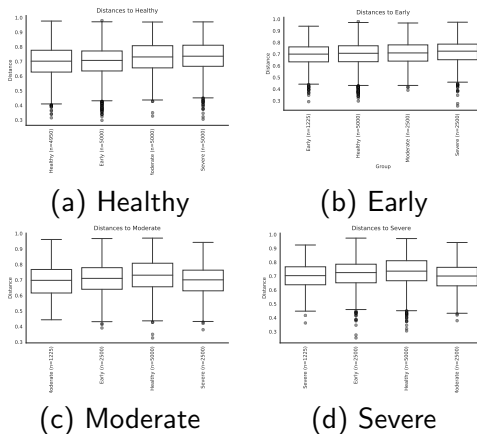 Distances to Healthy
Distance
1.0
0.9
0.8
0.7
0.6
0.5
0.4
0.3
Healthy (n=4950)
Early (n=5000)
Moderate (n=5000)
Severe (n=5000)
(a) Healthy
Distances to Early
Distance
1.0
0.9
0.8
0.7
0.6
0.5
0.4
0.3
Early (n=1225)
Healthy (n=5000)
Moderate (n=2500)
Severe (n=2500)
Group
(b) Early
Distances to Moderate
Distance
1.0
0.9
0.8
0.7
0.6
0.5
0.4
0.3
Moderate (n=1225)
Early (n=2500)
Healthy (n=5000)
Severe (n=2500)
(c) Moderate
Distances to Severe
Distance
1.0
0.9
0.8
0.7
0.6
0.5
0.4
0.3
Severe (n=1225)
Early (n=2500)
Healthy (n=5000)
Moderate (n=2500)
(d) Severe